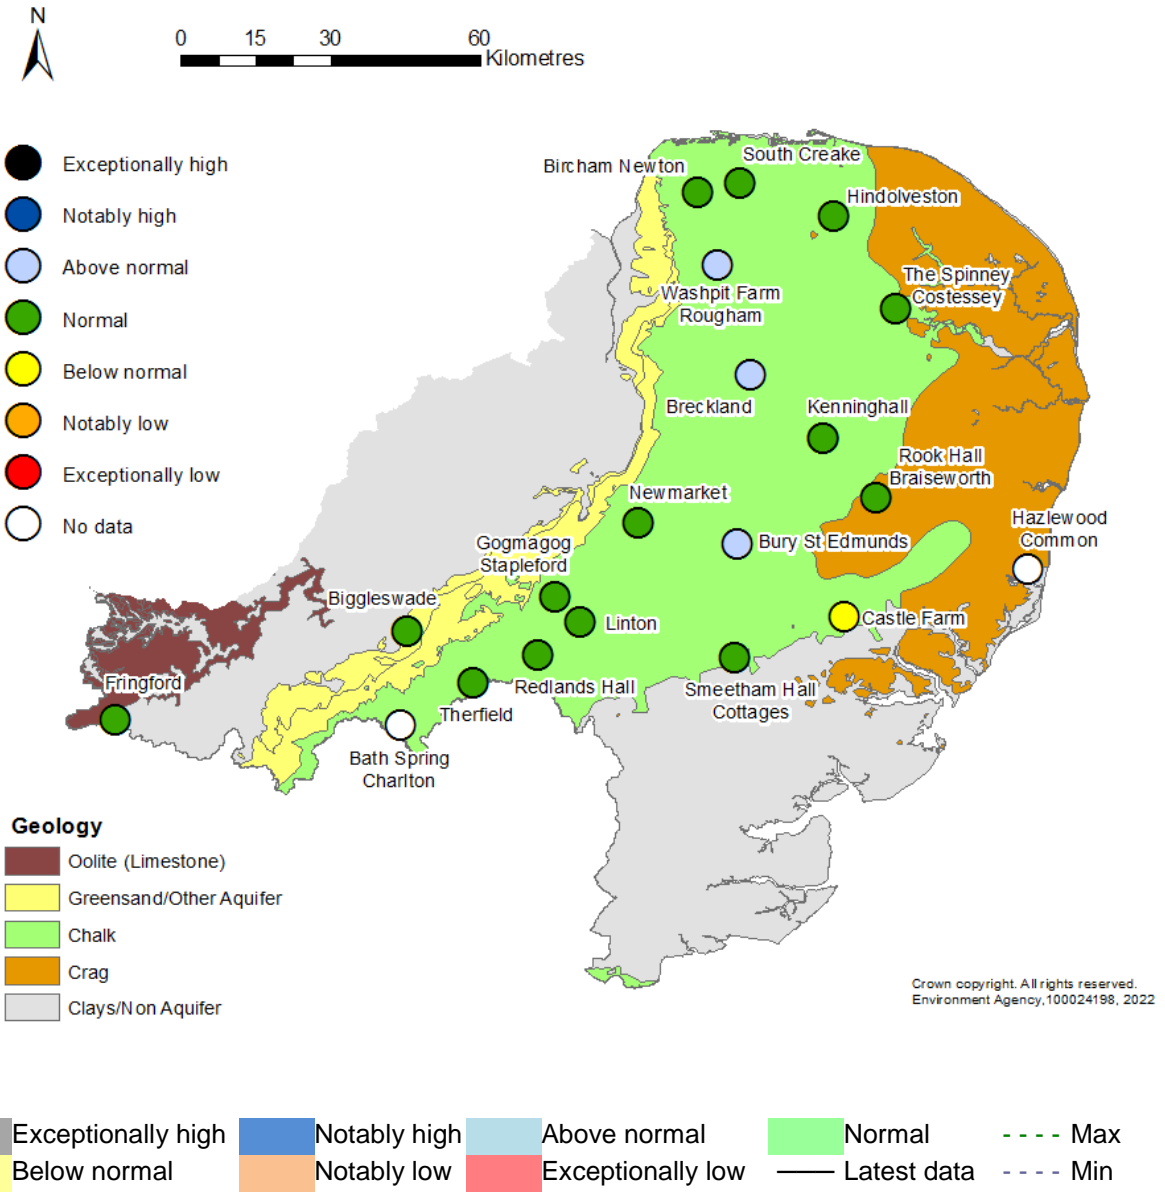 N
0 15 30 60
Kilometres
Exceptionally high
Notably high
Above normal
Normal
Below normal
Notably low
Exceptionally low
No data
Bircham Newton
South Creake
Hindolveston
Washpit Farm
Rougham
The Spinney
Costessey
Breckland
Kenninghall
Rook Hall
Braiseworth
Newmarket
Hazlewood
Common
Gogmagog
Stapleford
Bury St Edmunds
Biggleswade
Linton
Castle Farm
Fringford
Redlands Hall
Smeetham Hall
Cottages
Therfield
Bath Spring
Charlton
Geology
Oolite (Limestone)
Greensand/Other Aquifer
Chalk
Crag
Clays/Non Aquifer
Crown copyright. All rights reserved.
Environment Agency,100024198, 2022
Exceptionally high Notably high Above normal Normal Max
Below normal Notably low Exceptionally low Latest data Min